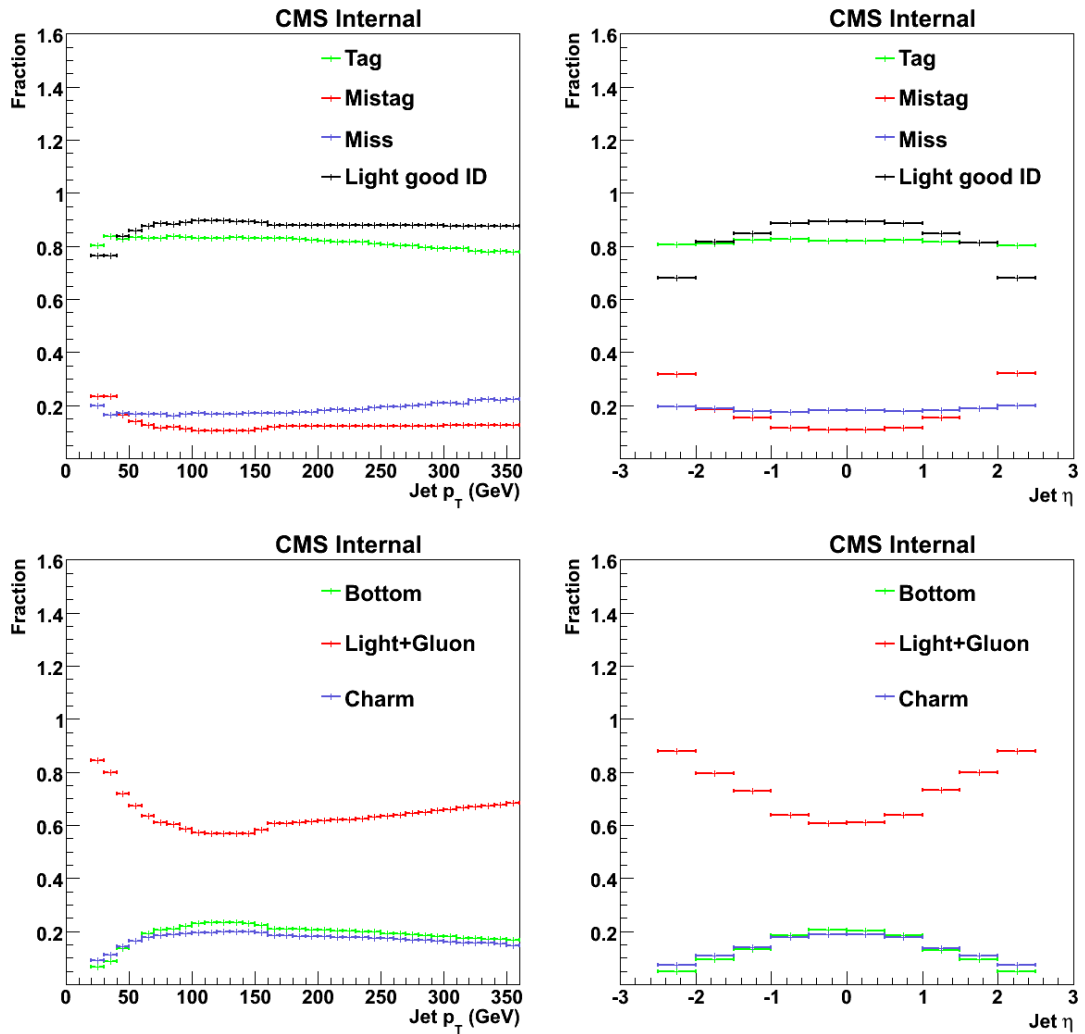 CMS Internal
Fraction
1.6
1.4
1.2
1
0.8
0.6
0.4
0.2
Tag
Mistag
Miss
Light good ID
0 50 100 150 200 250 300 350
Jet pT (GeV)
CMS Internal
Fraction
1.6
1.4
1.2
1
0.8
0.6
0.4
0.2
Tag
Mistag
Miss
Light good ID
-3 -2 -1 0 1 2 3
Jet η
CMS Internal
Fraction
1.6
1.4
1.2
1
0.8
0.6
0.4
0.2
Bottom
Light+Gluon
Charm
0 50 100 150 200 250 300 350
Jet pT (GeV)
CMS Internal
Fraction
1.6
1.4
1.2
1
0.8
0.6
0.4
0.2
Bottom
Light+Gluon
Charm
-3 -2 -1 0 1 2 3
Jet η